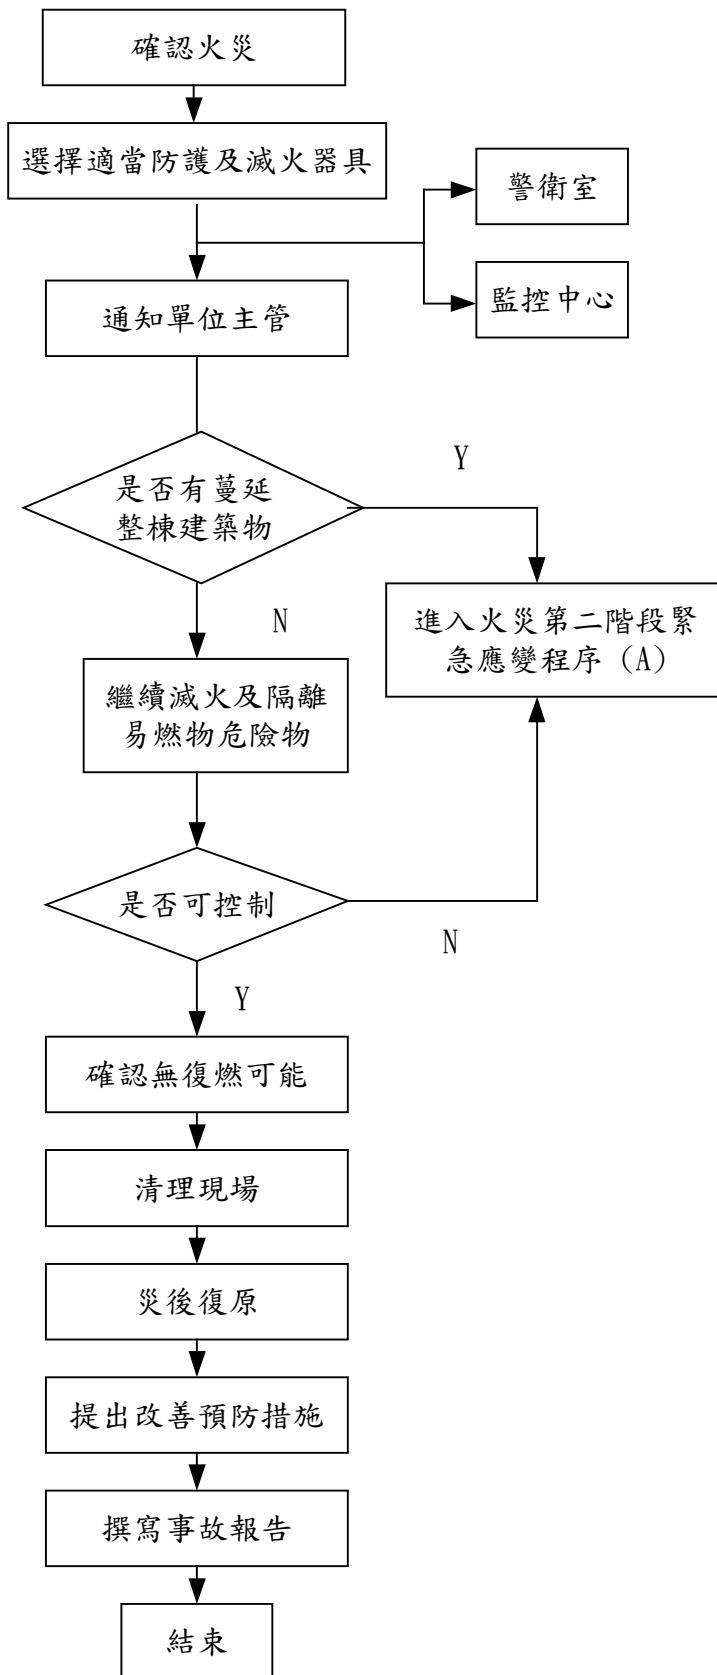 確認火災
選擇適當防護及滅火器具
警衛室
監控中心
通知單位主管
是否有蔓延
整棟建築物
Y
N
進入火災第二階段緊
急應變程序 (A)
繼續滅火及隔離
易燃物危險物
是否可控制
N
Y
確認無復燃可能
清理現場
災後復原
提出改善預防措施
撰寫事故報告
結束